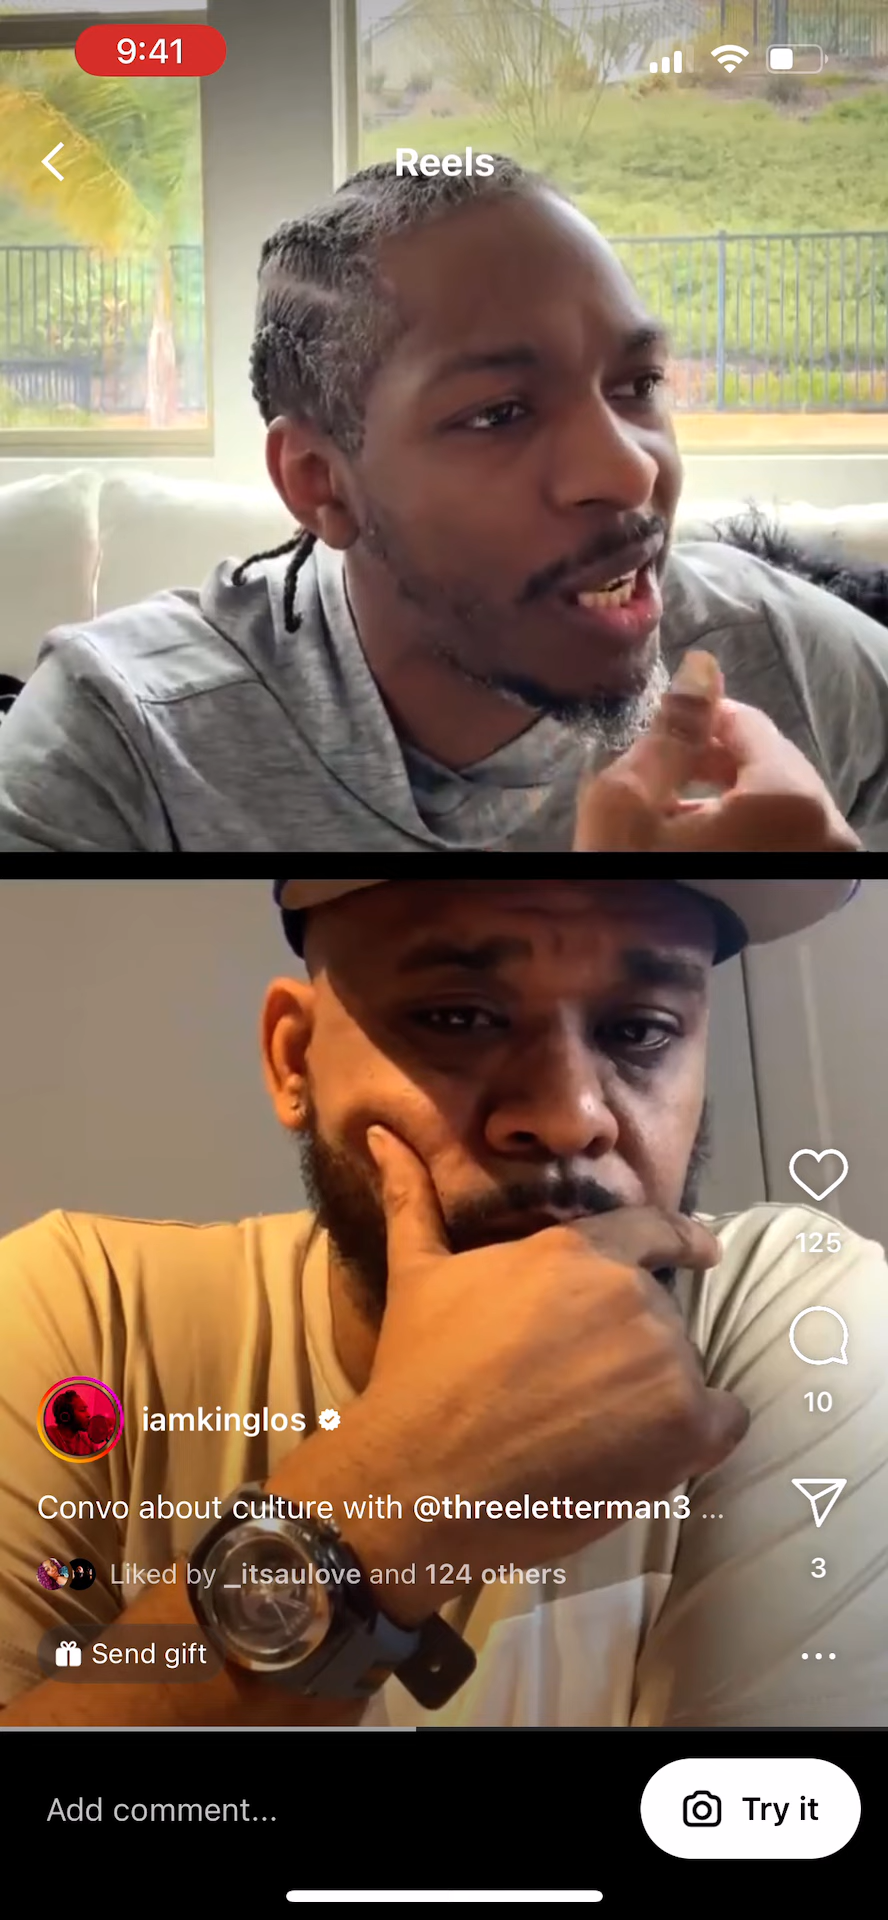 9:41
Reels
125
10
iamkinglos
Convo about culture with @threeletterman3 ...
3
Liked by _itsaulove and 124 others
Send gift
Add comment...
Try it